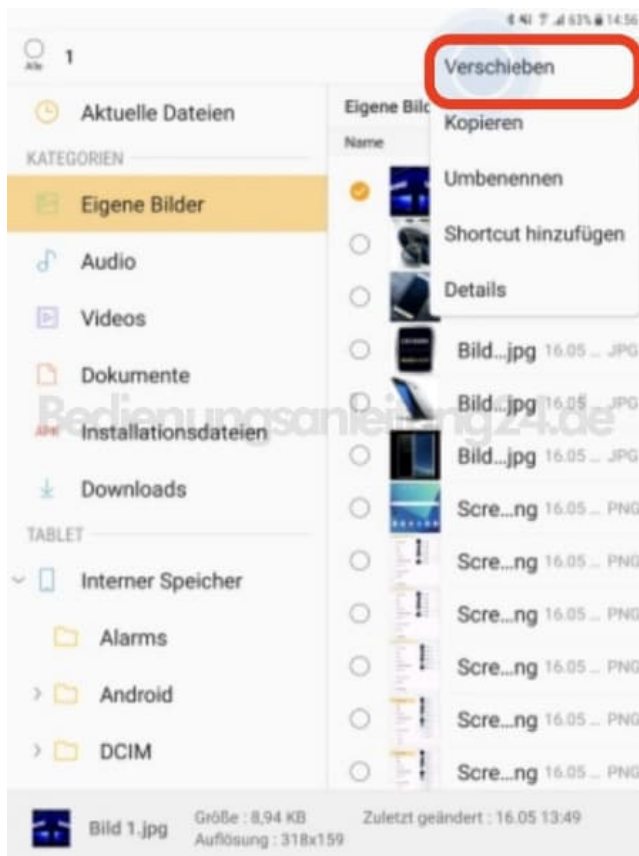 63% 14:56
Alle 1
Verschieben
Kopieren
Umbenennen
Shortcut hinzufügen
Details
Aktuelle Dateien
KATEGORIEN
Eigene Bilder
Audio
Videos
Dokumente
APK Installationsdateien
Downloads
TABLET
Interner Speicher
Alarms
Android
DCIM
Eigene Bild
Name
Bild...jpg 16.05 ... JPG
Bild...jpg 16.05 ... JPG
Bild...jpg 16.05 ... JPG
Scre...ng 16.05 ... PNG
Scre...ng 16.05 ... PNG
Scre...ng 16.05 ... PNG
Scre...ng 16.05 ... PNG
Scre...ng 16.05 ... PNG
Scre...ng 16.05 ... PNG
Bedienungsanleitung24.de
Bild 1.jpg
Größe : 8,94 KB
Auflösung : 318x159
Zuletzt geändert : 16.05 13:49